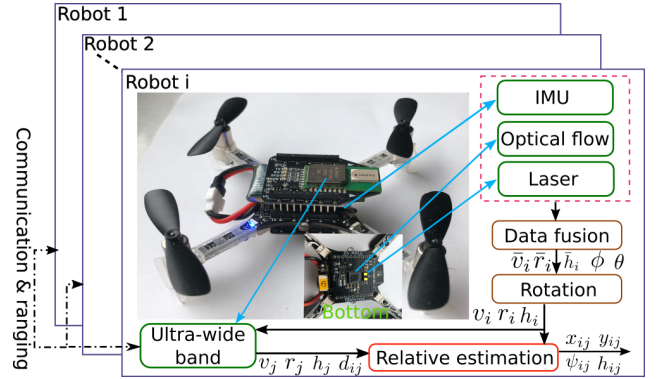 Robot 1
Robot 2
Robot i
IMU
Optical flow
Laser
Data fusion
v̄ᵢ r̄ᵢ h̄ᵢ ϕ θ
Rotation
vᵢ rᵢ hᵢ
Bottom
Communication & ranging
Ultra-wide
band
vⱼ rⱼ hⱼ dᵢⱼ
Relative estimation
xᵢⱼ yᵢⱼ
ψᵢⱼ hᵢⱼ